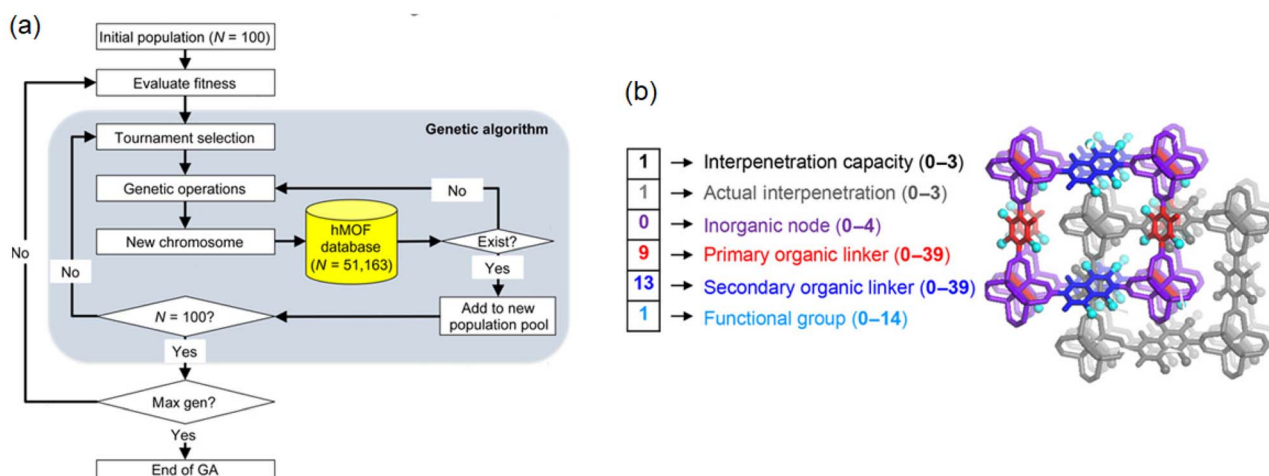 (a)
Initial population (N = 100)
Evaluate fitness
Genetic algorithm
Tournament selection
Genetic operations
No
New chromosome
hMOF
database
(N = 51,163)
Exist?
No
No
Yes
Add to new
population pool
N = 100?
Yes
Max gen?
Yes
End of GA
(b)
1 Interpenetration capacity (0–3)
1 Actual interpenetration (0–3)
0 Inorganic node (0–4)
9 Primary organic linker (0–39)
13 Secondary organic linker (0–39)
1 Functional group (0–14)